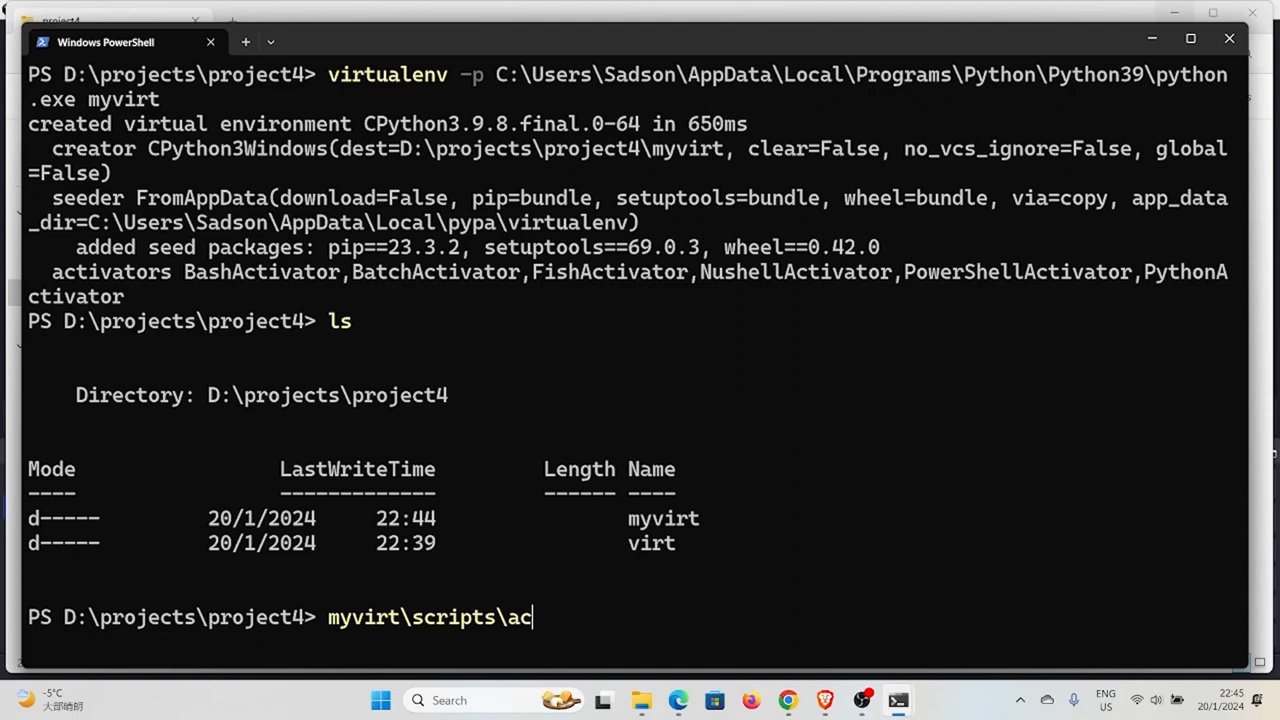 project4
Windows PowerShell
PS D:\projects\project4> virtualenv -p C:\Users\Sadson\AppData\Local\Programs\Python\Python39\python
.exe myvirt
created virtual environment CPython3.9.8.final.0-64 in 650ms
  creator CPython3Windows(dest=D:\projects\project4\myvirt, clear=False, no_vcs_ignore=False, global
=False)
  seeder FromAppData(download=False, pip=bundle, setuptools=bundle, wheel=bundle, via=copy, app_data
_dir=C:\Users\Sadson\AppData\Local\pypa\virtualenv)
    added seed packages: pip==23.3.2, setuptools==69.0.3, wheel==0.42.0
  activators BashActivator,BatchActivator,FishActivator,NushellActivator,PowerShellActivator,PythonA
ctivator
PS D:\projects\project4> ls
Directory: D:\projects\project4
Mode LastWriteTime Length Name
---- ------------- ------ ----
d----- 20/1/2024 22:44 myvirt
d----- 20/1/2024 22:39 virt
PS D:\projects\project4> myvirt\scripts\ac
-5°C
大部晴朗
Search
ENG
US
22:45
20/1/2024